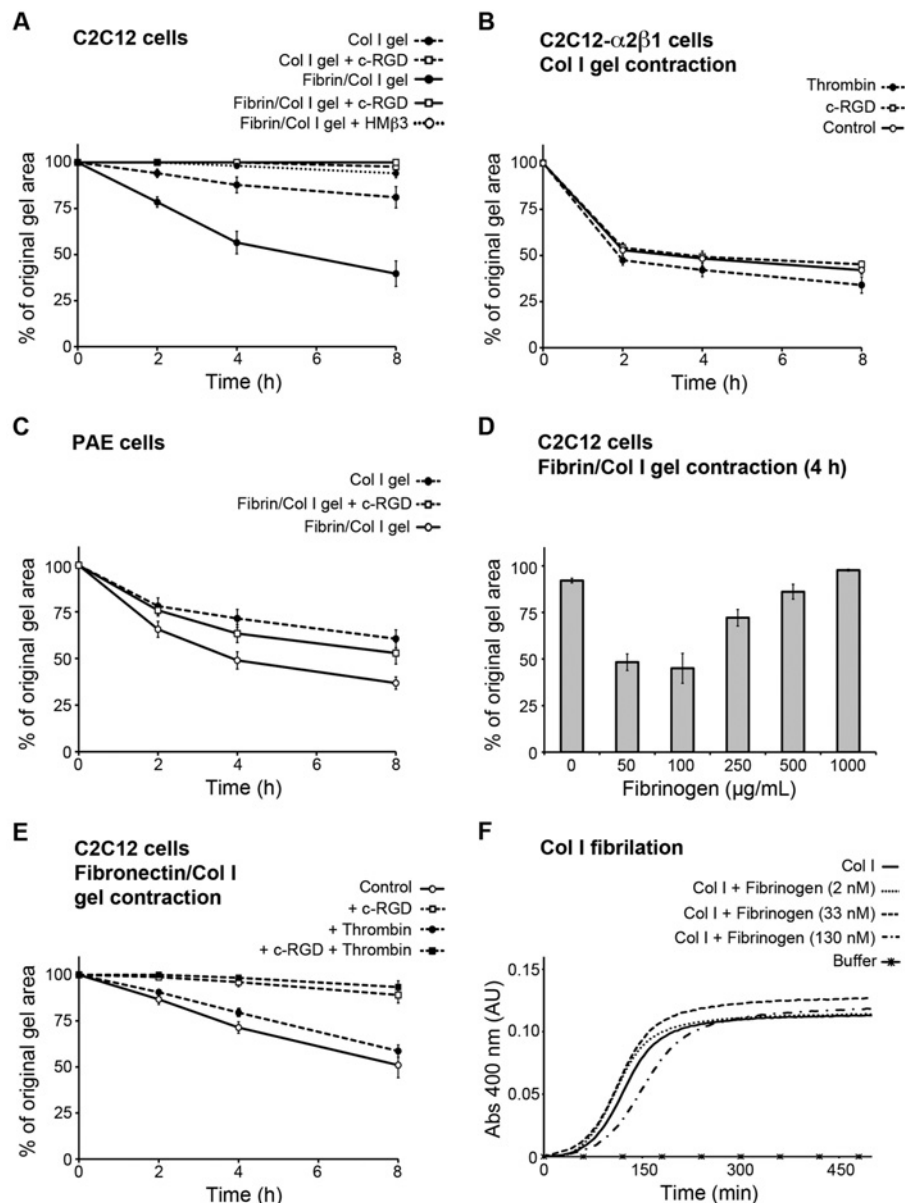 A
C2C12 cells
Col I gel
Col I gel + c-RGD
Fibrin/Col I gel
Fibrin/Col I gel + c-RGD
Fibrin/Col I gel + HMβ3
% of original gel area
100
75
50
25
0
0 2 4 6 8
Time (h)
B
C2C12-α2β1 cells
Col I gel contraction
Thrombin
c-RGD
Control
% of original gel area
100
75
50
25
0
0 2 4 6 8
Time (h)
C
PAE cells
Col I gel
Fibrin/Col I gel + c-RGD
Fibrin/Col I gel
% of original gel area
100
75
50
25
0
0 2 4 6 8
Time (h)
D
C2C12 cells
Fibrin/Col I gel contraction (4 h)
% of original gel area
100
75
50
25
0
0 50 100 250 500 1000
Fibrinogen (µg/mL)
E
C2C12 cells
Fibronectin/Col I
gel contraction
Control
+ c-RGD
+ Thrombin
+ c-RGD + Thrombin
% of original gel area
100
75
50
25
0
0 2 4 6 8
Time (h)
F
Col I fibrilation
Col I
Col I + Fibrinogen (2 nM)
Col I + Fibrinogen (33 nM)
Col I + Fibrinogen (130 nM)
Buffer
Abs 400 nm (AU)
0.15
0.10
0.05
0
0 150 300 450
Time (min)